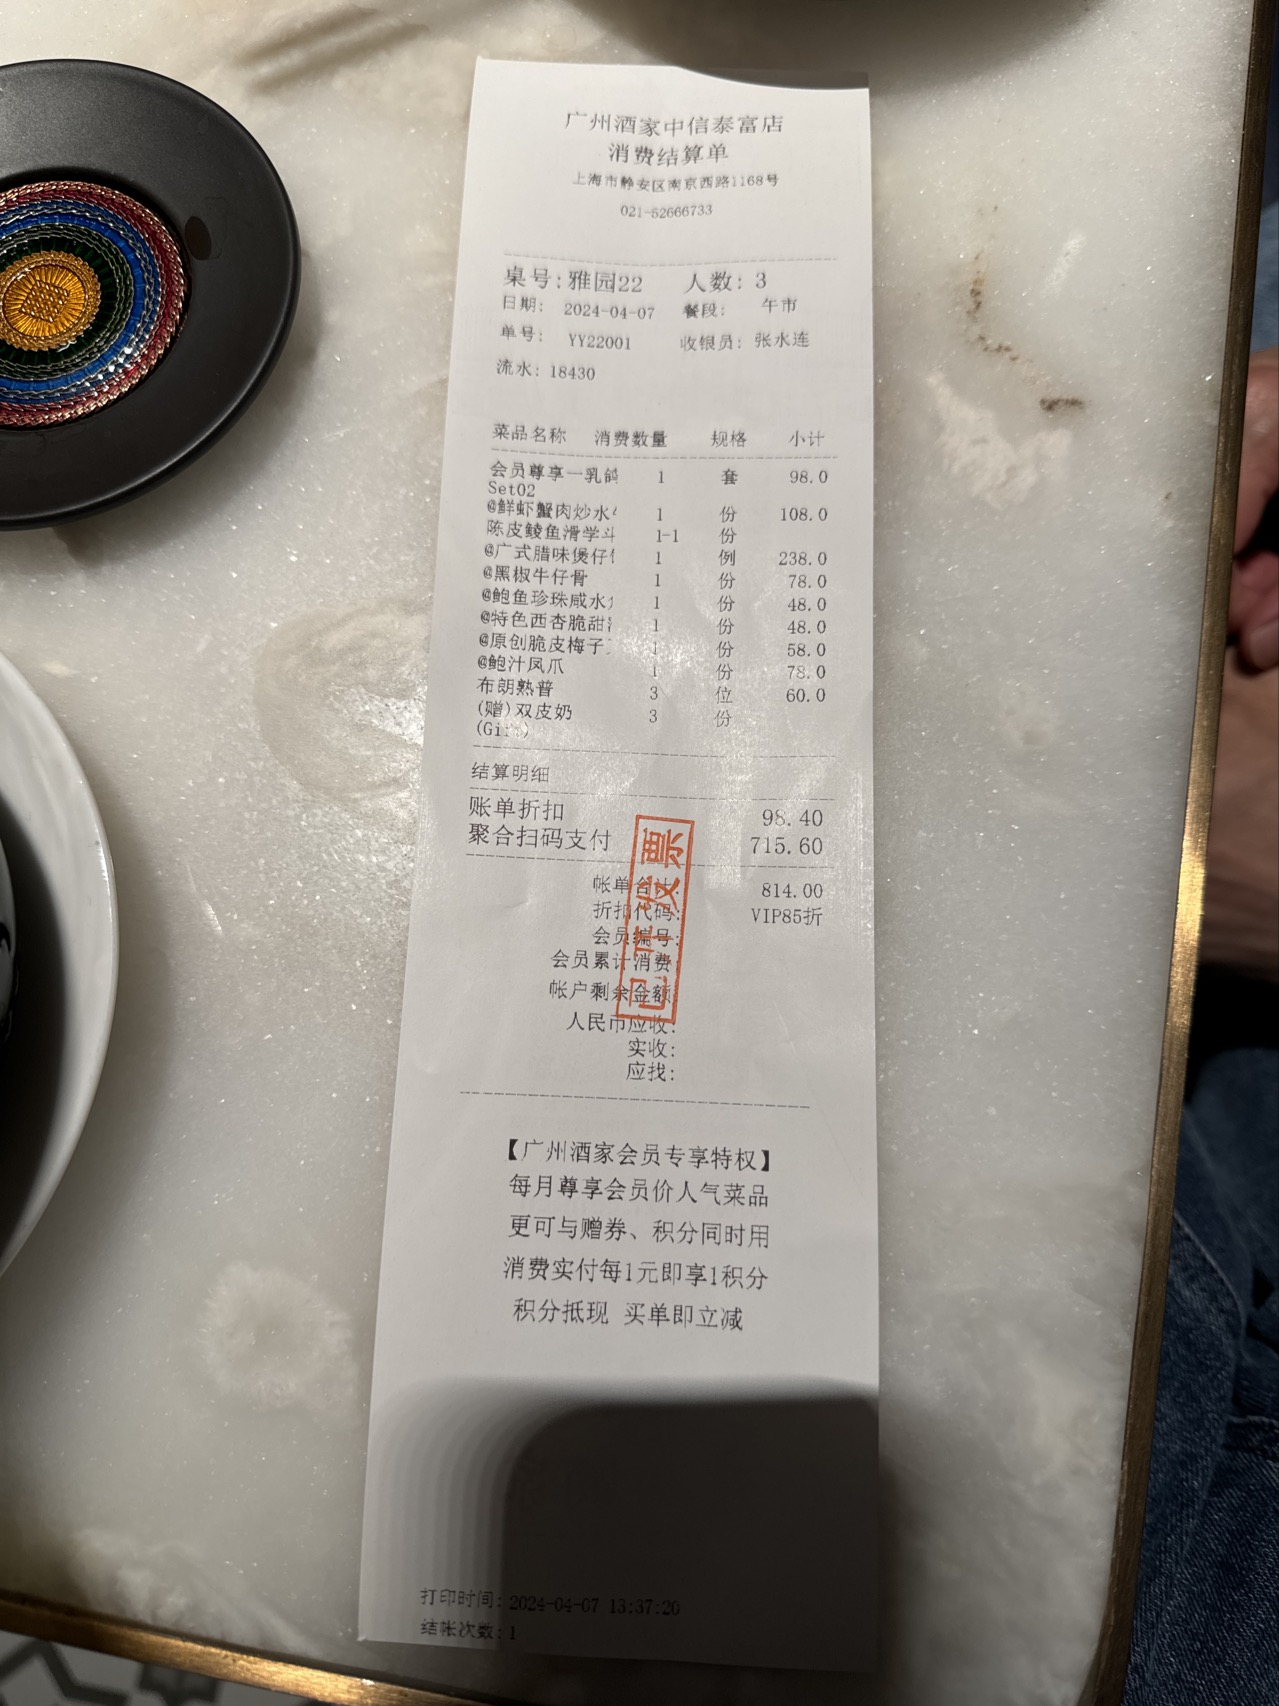 广州酒家中信泰富店
消费结算单
上海市静安区南京西路1168号
021-52666733
桌号:雅园22 人数: 3
日期: 2024-04-07 餐段: 午市
单号: YY22001 收银员: 张水连
流水: 18430
菜品名称 消费数量 规格 小计
会员尊享一乳鸽 1 套 98.0
Set02
@鲜虾蟹肉炒水 1 份 108.0
陈皮鲮鱼滑学斗 1-1 份
@广式腊味煲仔 1 例 238.0
@黑椒牛仔骨 1 份 78.0
@鲍鱼珍珠咸水 1 份 48.0
@特色西杏脆甜 1 份 48.0
@原创脆皮梅子 1 份 58.0
@鲍汁凤爪 1 份 78.0
布朗熟普 3 位 60.0
(赠)双皮奶 3 份
结算明细
账单折扣 98.40
聚合扫码支付 715.60
帐单合计: 814.00
折扣代码: VIP85折
会员编号:
会员累计消费:
帐户剩余金额:
人民币应收:
实收:
应找:
已开发票
【广州酒家会员专享特权】
每月尊享会员价人气菜品
更可与赠券、积分同时用
消费实付每1元即享1积分
积分抵现 买单即立减
打印时间: 2024-04-07 13:37:20
结帐次数: 1